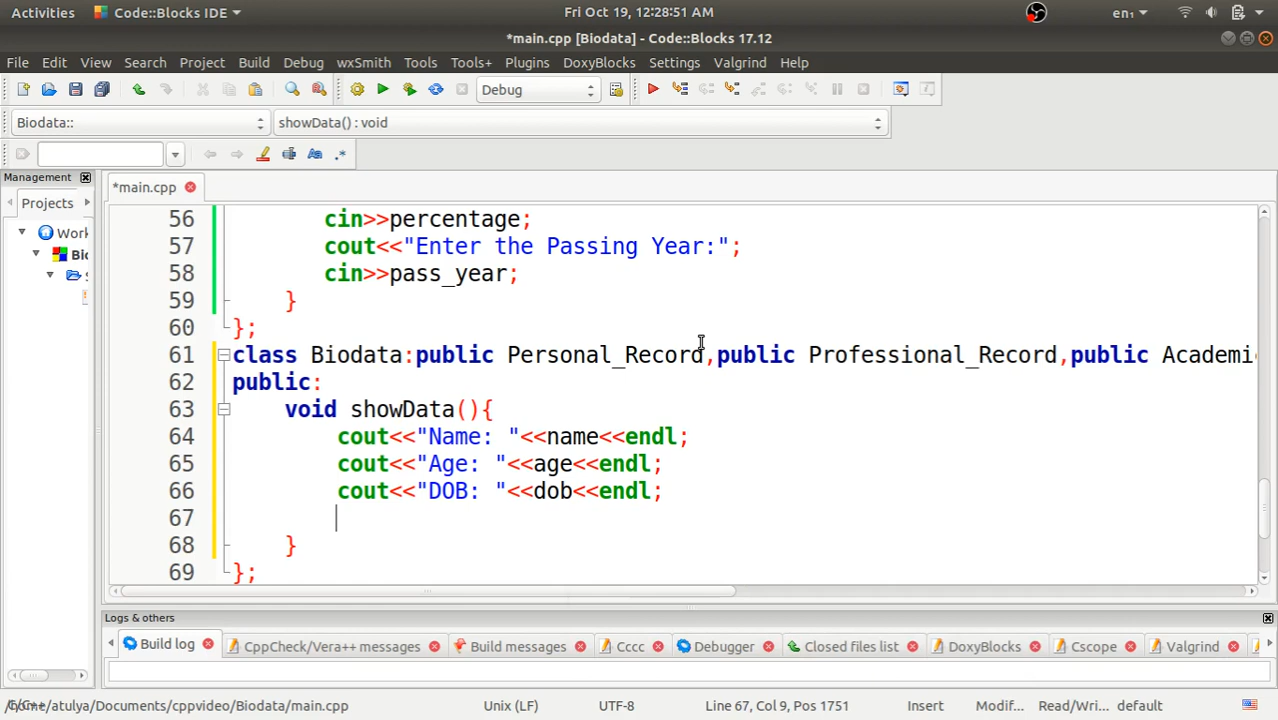 Activities Code::Blocks IDE Fri Oct 19, 12:28:51 AM en₁
*main.cpp [Biodata] - Code::Blocks 17.12
File Edit View Search Project Build Debug wxSmith Tools Tools+ Plugins DoxyBlocks Settings Valgrind Help
Debug
Biodata:: showData() : void
Management
*main.cpp
Projects
Work
Bio
56 cin>>percentage;
57 cout<<"Enter the Passing Year:";
58 cin>>pass_year;
59 }
60 };
61 class Biodata:public Personal_Record,public Professional_Record,public Academi
62 public:
63 void showData(){
64 cout<<"Name: "<<name<<endl;
65 cout<<"Age: "<<age<<endl;
66 cout<<"DOB: "<<dob<<endl;
67
68 }
69 };
Logs & others
Build log CppCheck/Vera++ messages Build messages Cccc Debugger Closed files list DoxyBlocks Cscope Valgrind
/home/atulya/Documents/cppvideo/Biodata/main.cpp Unix (LF) UTF-8 Line 67, Col 9, Pos 1751 Insert Modif... Read/Wri... default